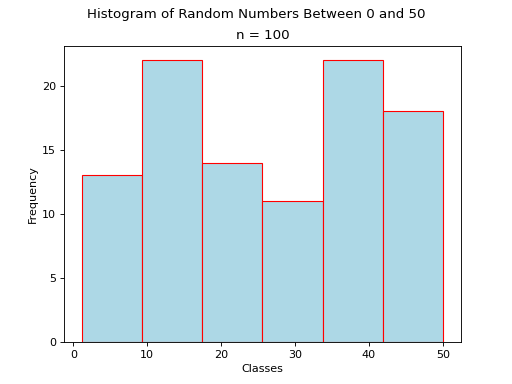 Histogram of Random Numbers Between 0 and 50
n = 100
20
15
10
5
0
Frequency
0 10 20 30 40 50
Classes